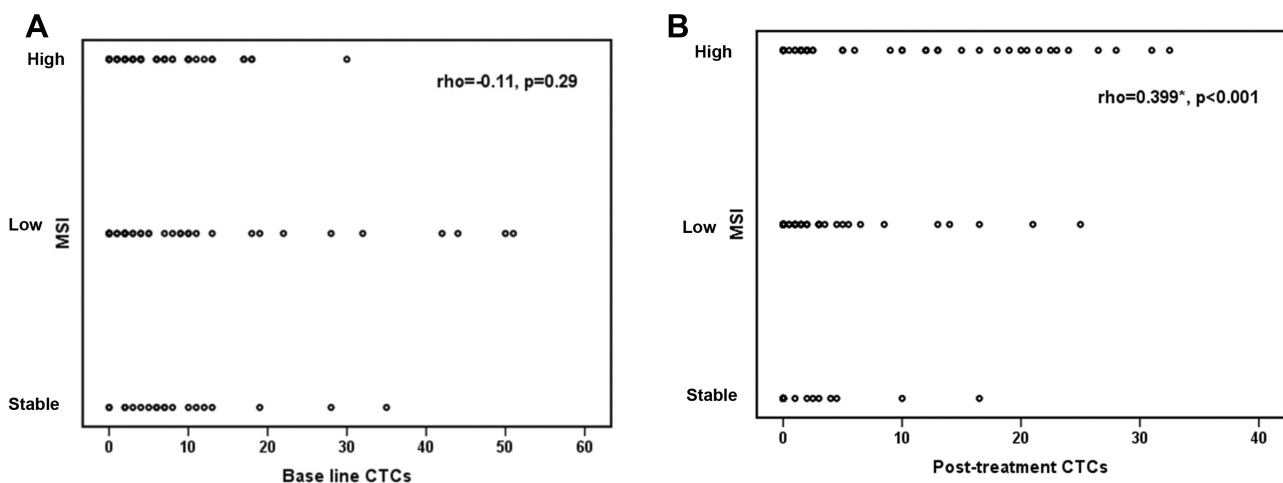 A
High
rho=-0.11, p=0.29
Low
MSI
Stable
0 10 20 30 40 50 60
Base line CTCs
B
High
rho=0.399*, p<0.001
Low
MSI
Stable
0 10 20 30 40
Post-treatment CTCs